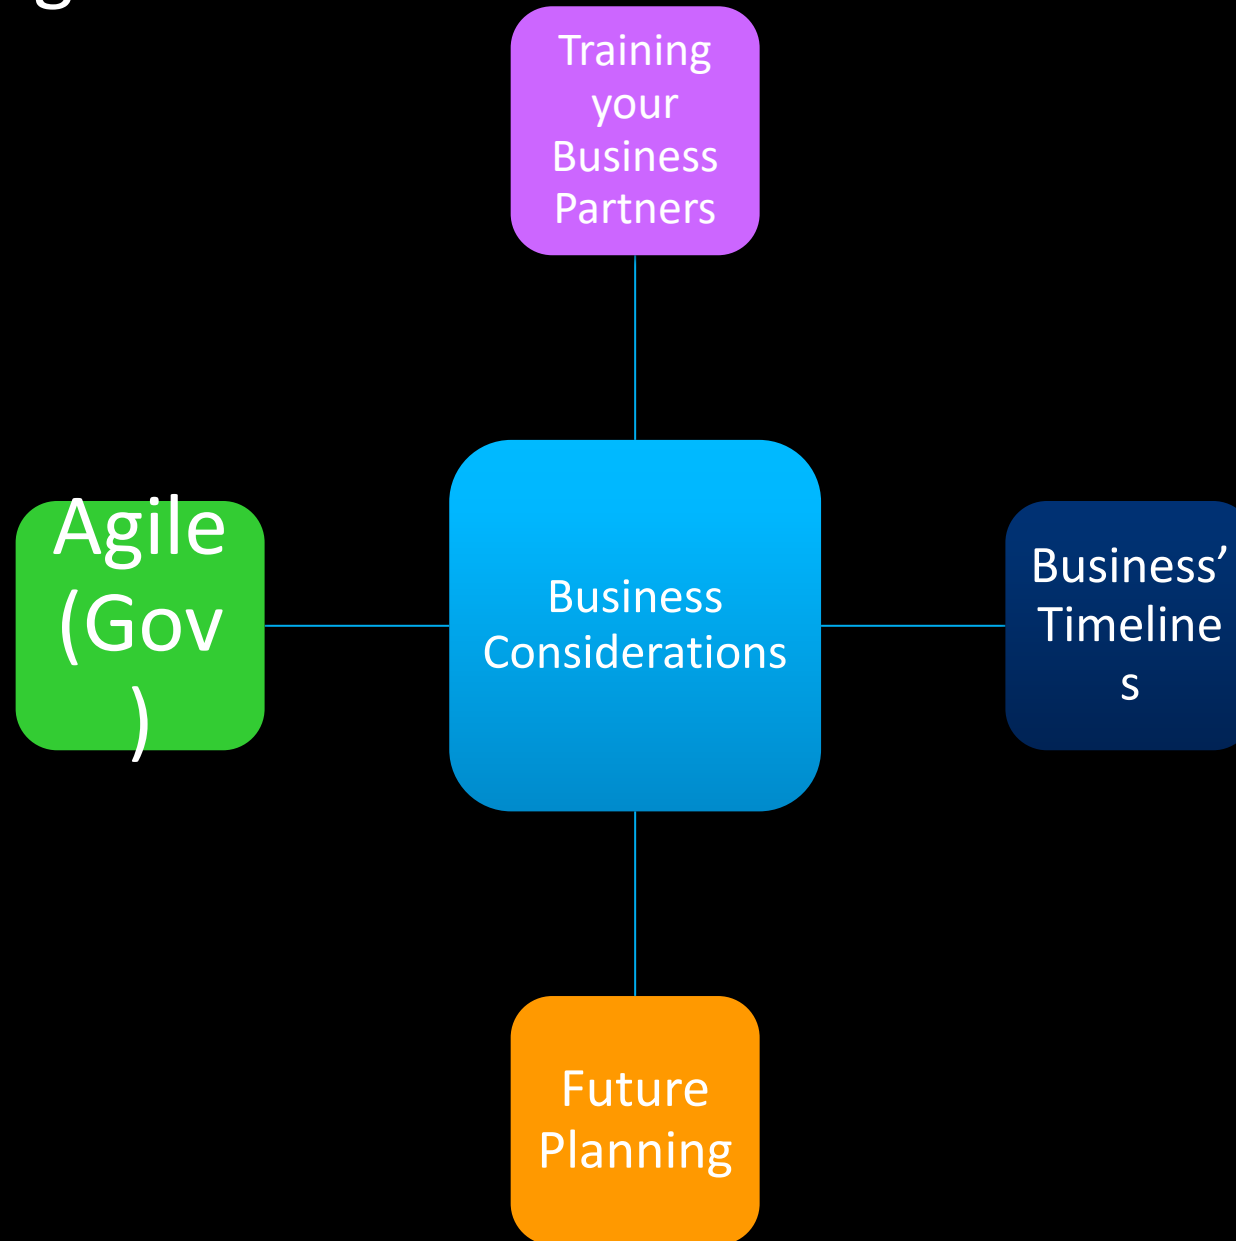 Training
your
Business
Partners
Agile
(Gov
)
Business
Considerations
Business’
Timeline
s
Future
Planning